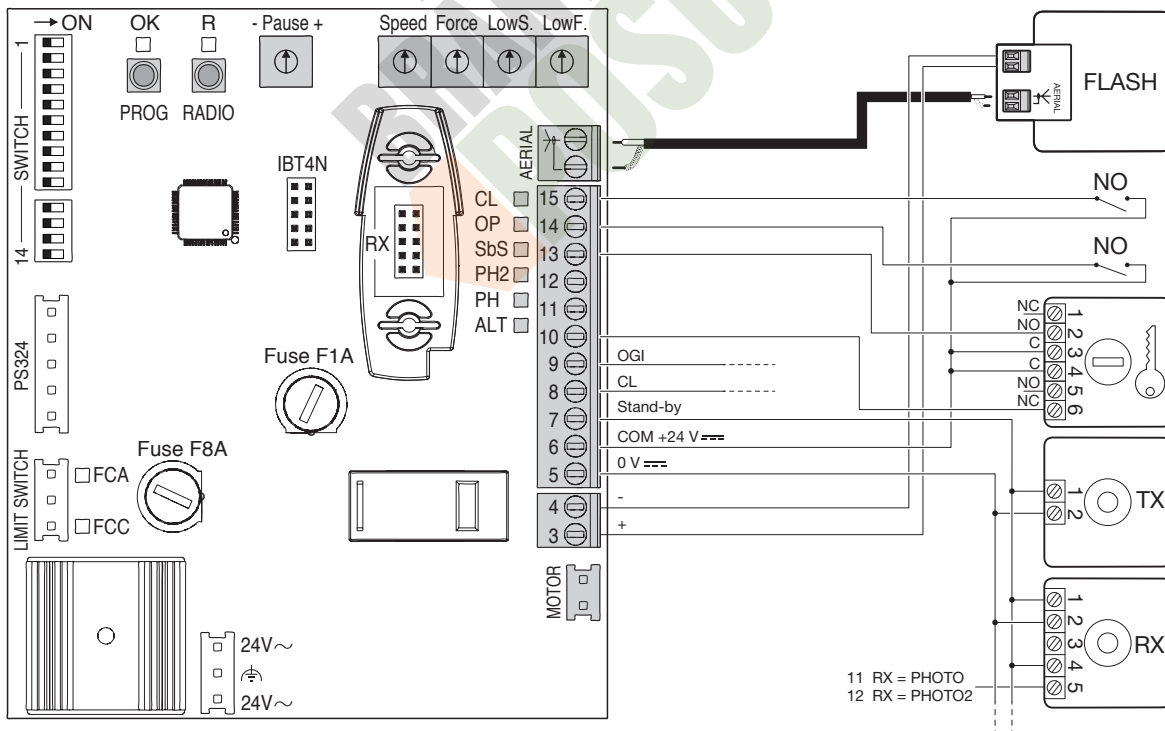 →ON
1
SWITCH
14
OK
PROG
R
RADIO
- Pause +
Speed Force LowS. LowF.
IBT4N
RX
AERIAL
CL
OP
SbS
PH2
PH
ALT
15
14
13
12
11
10
9
8
7
6
5
4
3
OGI
CL
Stand-by
COM +24 V
0 V
-
+
MOTOR
PS324
Fuse F1A
Fuse F8A
LIMIT SWITCH
FCA
FCC
24V~
24V~
AERIAL
FLASH
NO
NO
NC 1
NO 2
C 3
C 4
NO 5
NC 6
1
2
TX
1
2
3
4
5
RX
11 RX = PHOTO
12 RX = PHOTO2